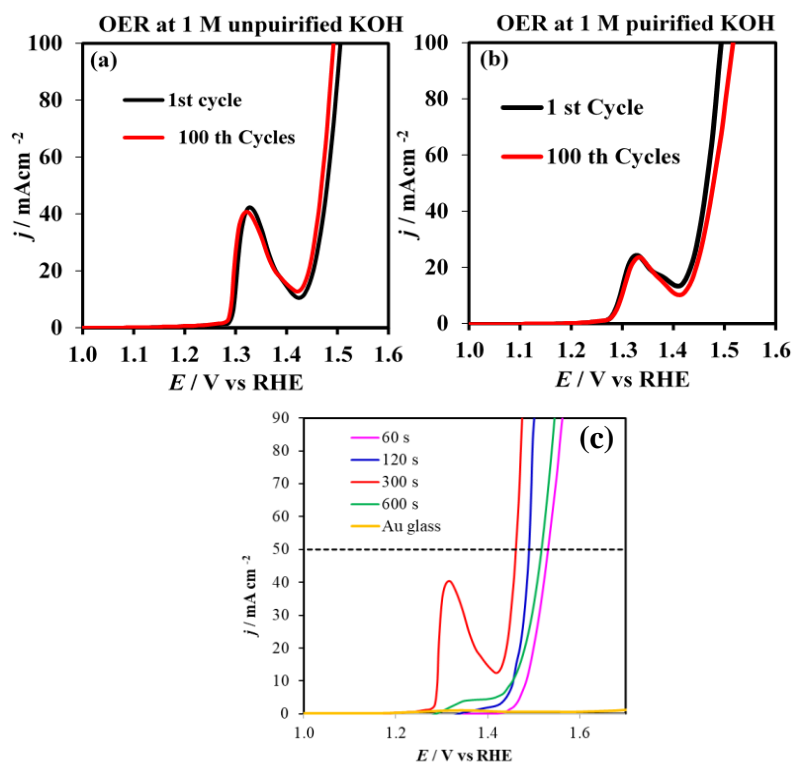 OER at 1 M unpuirified KOH
(a)
1st cycle
100 th Cycles
100
80
60
40
20
0
j / mAcm -2
1.0 1.1 1.2 1.3 1.4 1.5 1.6
E / V vs RHE
OER at 1 M puirified KOH
(b)
1 st Cycle
100 th Cycles
100
80
60
40
20
0
j / mAcm -2
1.0 1.1 1.2 1.3 1.4 1.5 1.6
E / V vs RHE
(c)
60 s
120 s
300 s
600 s
Au glass
90
80
70
60
50
40
30
20
10
0
j / mA cm -2
1.0 1.2 1.4 1.6
E / V vs RHE